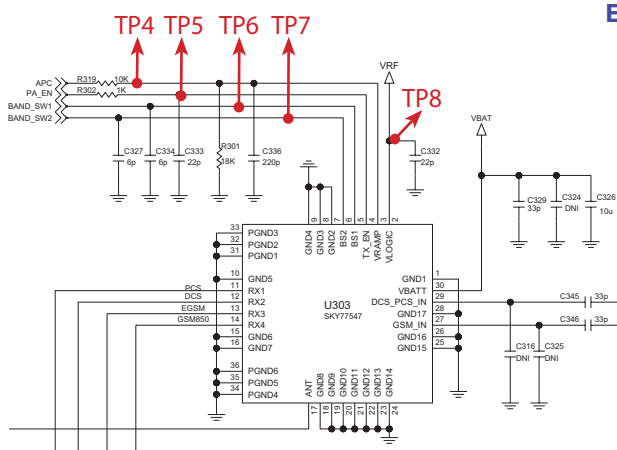 E
TP4 TP5 TP6 TP7
VRF
APC R319 10K
PA_EN R302 1K
BAND_SW1
BAND_SW2
TP8
VBAT
C327 6p
C334 6p
C333 22p
R301 18K
C336 220p
C332 22p
C329 33p
C324 DNI
C326 10u
9 8 7 6 5 4 3 2
GND4 GND3 GND2 BS2 BS1 TX_EN VRAMP VLOGIC
33 PGND3
32 PGND2
31 PGND1
10 GND5
PCS 11 RX1
DCS 12 RX2
EGSM 13 RX3
GSM850 14 RX4
15 GND6
16 GND7
36 PGND6
35 PGND5
34 PGND4
U303
SKY77547
GND1 1
VBATT 30
DCS_PCS_IN 29
GND17 28
GSM_IN 27
GND16 26
GND15 25
C345 33p
C346 33p
C316 DNI
C325 DNI
ANT GND8 GND9 GND10 GND11 GND12 GND13 GND14
17 18 19 20 21 22 23 24